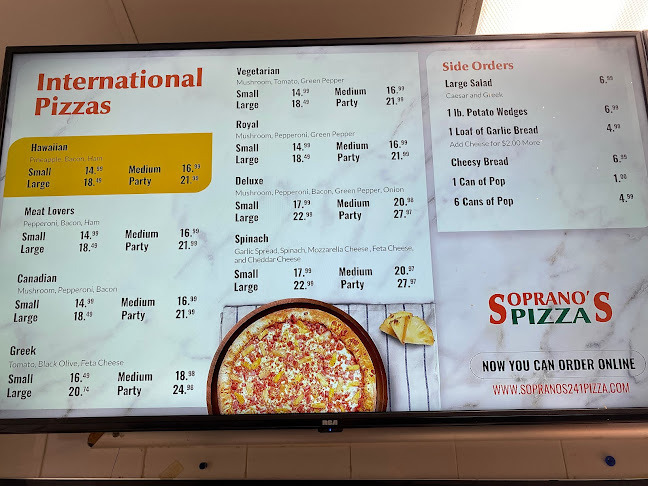 International
Pizzas
Hawaiian
Pineapple, Bacon, Ham
Small 14.99 Medium 16.99
Large 18.49 Party 21.99
Meat Lovers
Pepperoni, Bacon, Ham
Small 14.99 Medium 16.99
Large 18.49 Party 21.99
Canadian
Mushroom, Pepperoni, Bacon
Small 14.99 Medium 16.99
Large 18.49 Party 21.99
Greek
Tomato, Black Olive, Feta Cheese
Small 16.49 Medium 18.98
Large 20.74 Party 24.98
Vegetarian
Mushroom, Tomato, Green Pepper
Small 14.99 Medium 16.99
Large 18.49 Party 21.99
Royal
Mushroom, Pepperoni, Green Pepper
Small 14.99 Medium 16.99
Large 18.49 Party 21.99
Deluxe
Mushroom, Pepperoni, Bacon, Green Pepper, Onion
Small 17.99 Medium 20.98
Large 22.98 Party 27.97
Spinach
Garlic Spread, Spinach, Mozzarella Cheese, Feta Cheese,
and Cheddar Cheese
Small 17.99 Medium 20.97
Large 22.98 Party 27.97
Side Orders
Large Salad 6.99
Caesar and Greek
1 lb. Potato Wedges 6.99
1 Loaf of Garlic Bread 4.99
Add Cheese for $2.00 More
Cheesy Bread 6.99
1 Can of Pop
6 Cans of Pop 4.99
SOPRANO'S
PIZZA
NOW YOU CAN ORDER ONLINE
WWW.SOPRANOS241PIZZA.COM
RCA